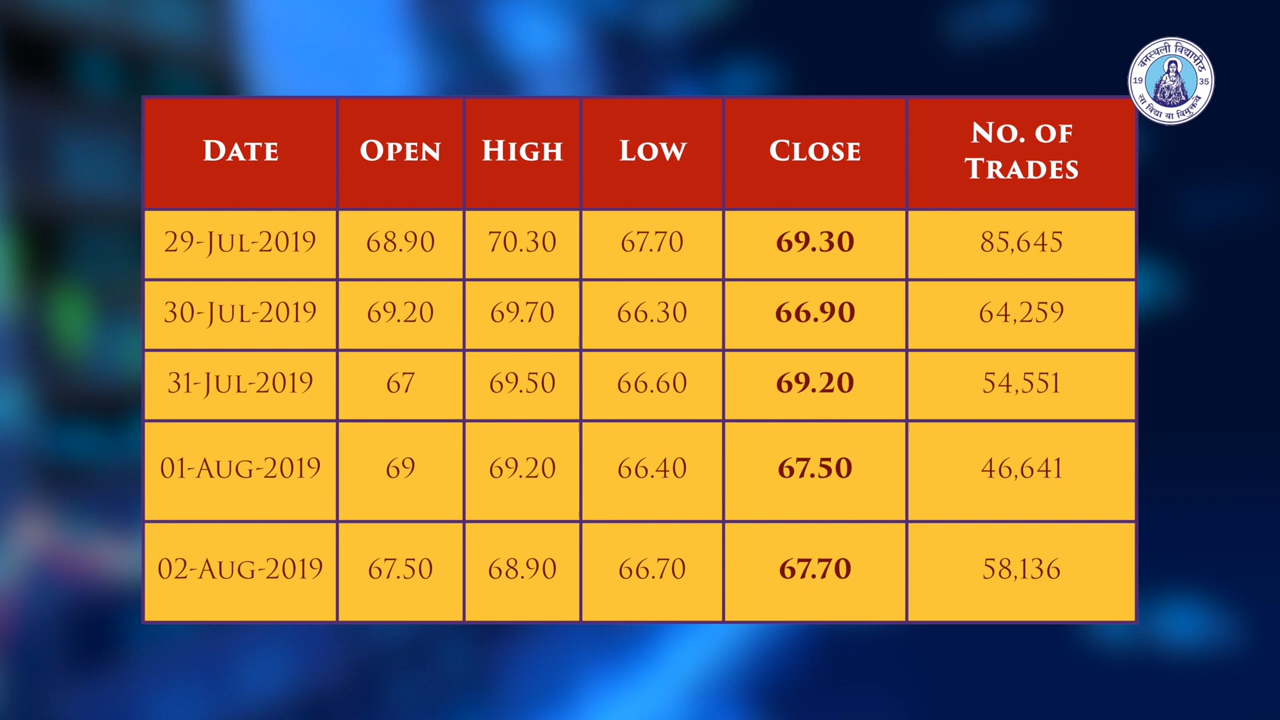 वनस्थली विद्यापीठ
19 35
सा विद्या या विमुक्तये
DATE OPEN HIGH LOW CLOSE NO. OF TRADES
29-JUL-2019 68.90 70.30 67.70 69.30 85,645
30-JUL-2019 69.20 69.70 66.30 66.90 64,259
31-JUL-2019 67 69.50 66.60 69.20 54,551
01-AUG-2019 69 69.20 66.40 67.50 46,641
02-AUG-2019 67.50 68.90 66.70 67.70 58,136